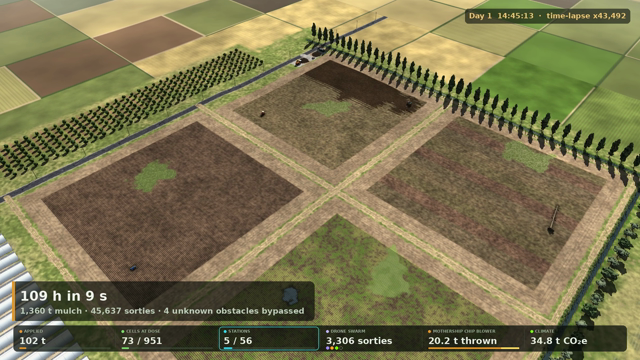 Day 1 14:45:13 · time-lapse x43,492
109 h in 9 s
1,360 t mulch · 45,637 sorties · 4 unknown obstacles bypassed
APPLIED
102 t
CELLS AT DOSE
73 / 951
STATIONS
5 / 56
DRONE SWARM
3,306 sorties
MOTHERSHIP CHIP BLOWER
20.2 t thrown
CLIMATE
34.8 t CO₂e